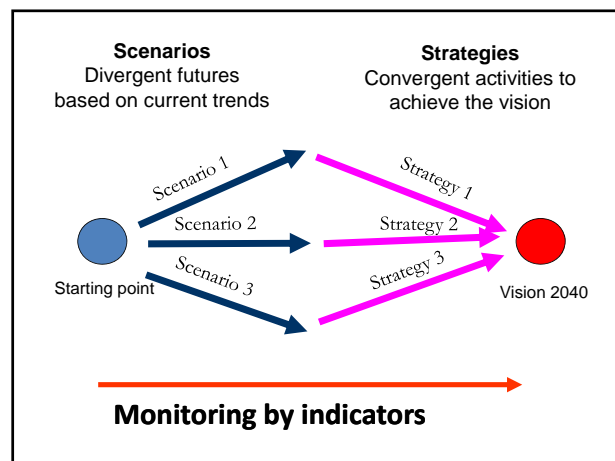 Scenarios
Divergent futures
based on current trends
Strategies
Convergent activities to
achieve the vision
Scenario 1
Strategy 1
Scenario 2
Strategy 2
Scenario 3
Strategy 3
Starting point
Vision 2040
Monitoring by indicators